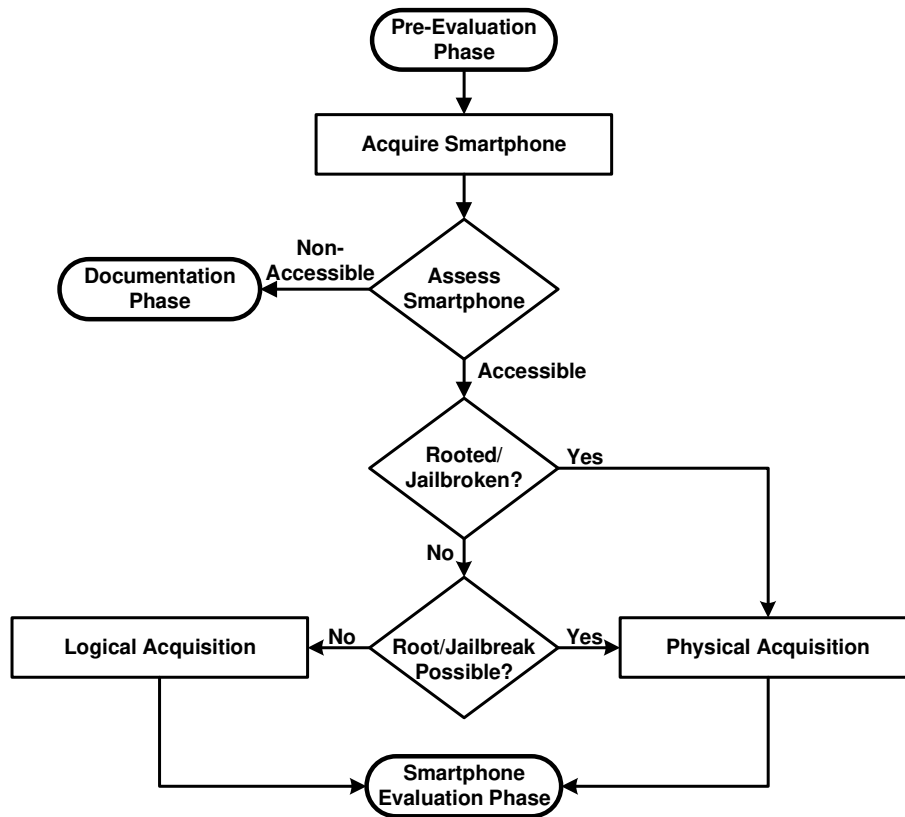 Pre-Evaluation
Phase
Acquire Smartphone
Non-
Accessible
Documentation
Phase
Assess
Smartphone
Accessible
Rooted/
Jailbroken?
Yes
No
Logical Acquisition
No
Root/Jailbreak
Possible?
Yes
Physical Acquisition
Smartphone
Evaluation Phase